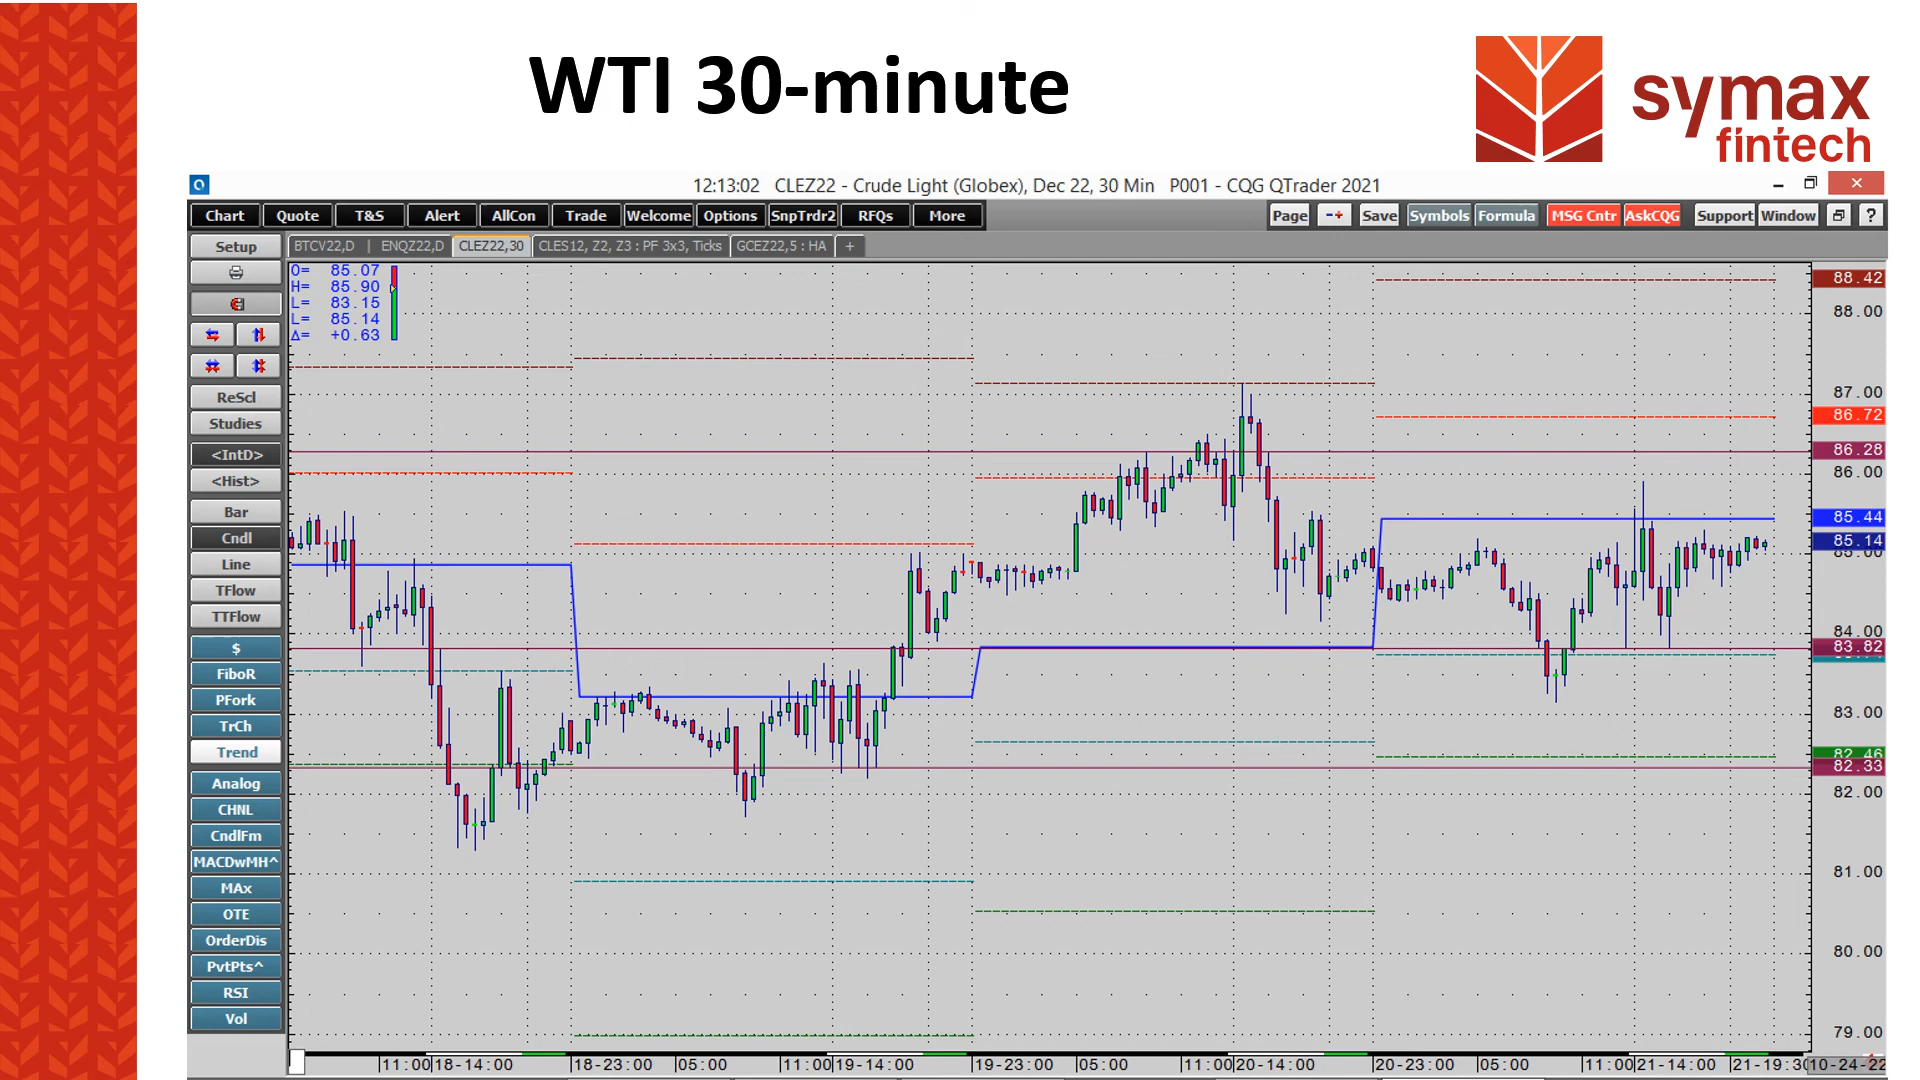 WTI 30-minute
symax
fintech
12:13:02 CLEZ22 - Crude Light (Globex), Dec 22, 30 Min P001 - CQG QTrader 2021
Chart Quote T&S Alert AllCon Trade Welcome Options SnpTrdr2 RFQs More Page -+ Save Symbols Formula MSG Cntr AskCQG Support Window ?
Setup BTCV22,D | ENQZ22,D CLEZ22,30 CLES12, Z2, Z3 : PF 3x3, Ticks GCEZ22,5 : HA +
O= 85.07
H= 85.90
L= 83.15
L= 85.14
Δ= +0.63
ReScl
Studies
<IntD>
<Hist>
Bar
Cndl
Line
TFlow
TTFlow
$
FiboR
PFork
TrCh
Trend
Analog
CHNL
CndlFm
MACDwMH^
MAx
OTE
OrderDis
PvtPts^
RSI
Vol
88.42
88.00
87.00
86.72
86.28
86.00
85.44
85.14
85.00
84.00
83.82
83.00
82.46
82.33
82.00
81.00
80.00
79.00
11:00 18-14:00 18-23:00 05:00 11:00 19-14:00 19-23:00 05:00 11:00 20-14:00 20-23:00 05:00 11:00 21-14:00 21-19:30 10-24-22